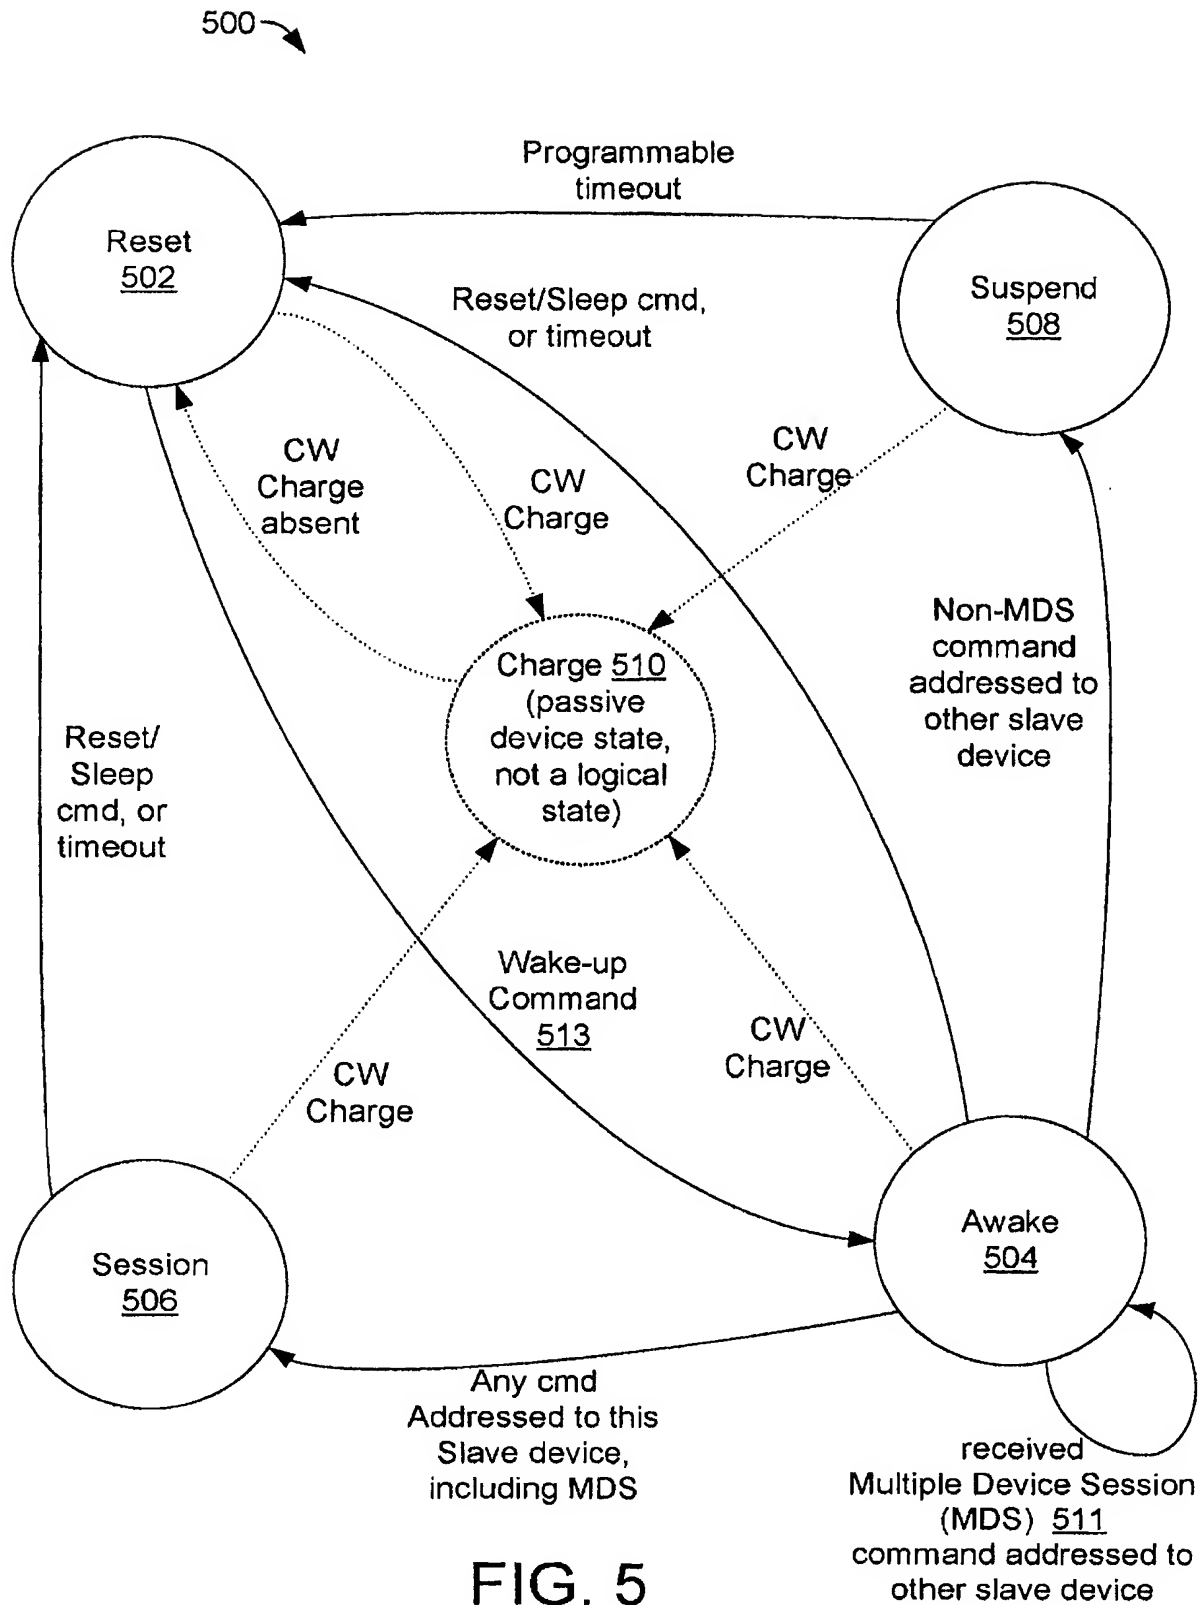 500
Programmable
timeout
Reset
502
Suspend
508
Reset/Sleep cmd,
or timeout
CW
Charge
absent
CW
Charge
CW
Charge
Non-MDS
command
addressed to
other slave
device
Charge 510
(passive
device state,
not a logical
state)
Reset/
Sleep
cmd, or
timeout
Wake-up
Command
513
CW
Charge
CW
Charge
Session
506
Awake
504
Any cmd
Addressed to this
Slave device,
including MDS
received
Multiple Device Session
(MDS) 511
command addressed to
other slave device
FIG. 5